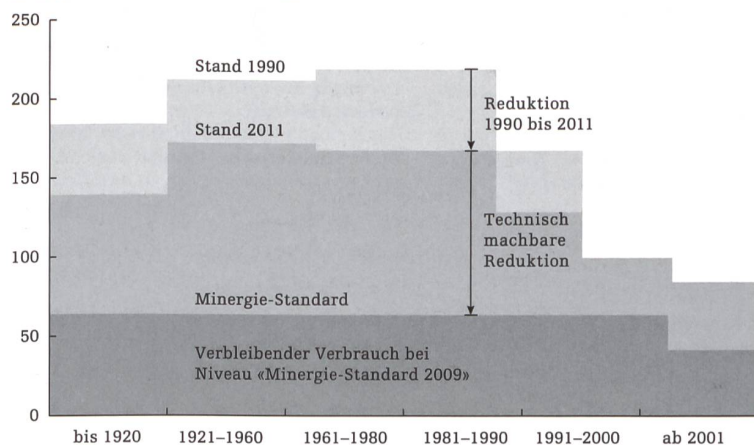 250
200
150
100
50
0
Stand 1990
Stand 2011
Reduktion
1990 bis 2011
Technisch
machbare
Reduktion
Minergie-Standard
Verbleibender Verbrauch bei
Niveau «Minergie-Standard 2009»
bis 1920
1921–1960
1961–1980
1981–1990
1991–2000
ab 2001